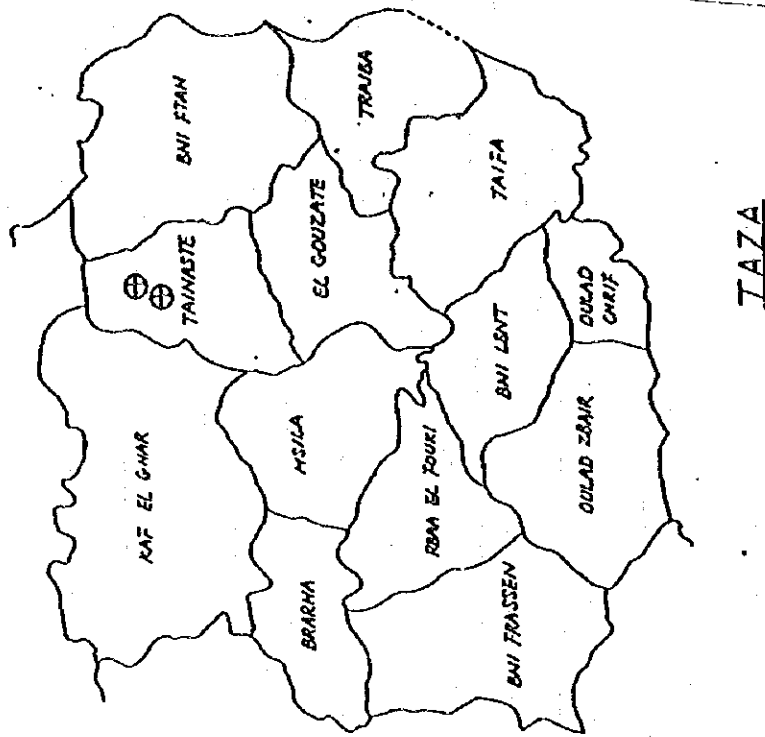 BNI FTAH
TRAIBA
TAINASTE
EL GOUZATE
TAIFA
KAF EL GHAR
MSILA
BNI LENT
OULAD
CHRIF
BRARHA
RBAA EL FOUKI
OULAD ZBAIR
BNI FRASSEN
TAZA